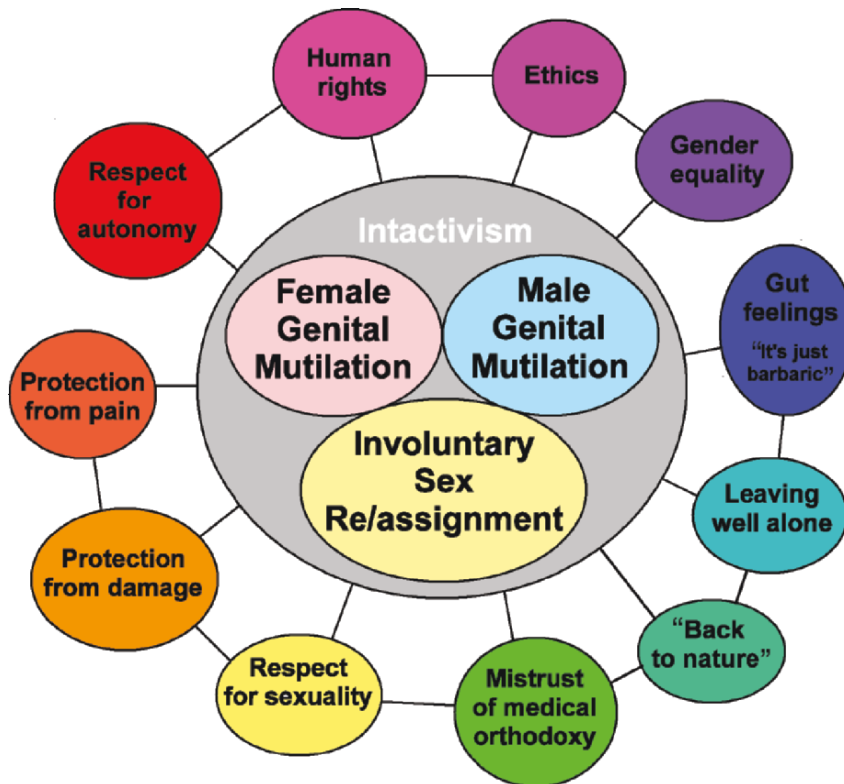 Human
rights
Ethics
Gender
equality
Respect
for
autonomy
Intactivism
Female
Genital
Mutilation
Male
Genital
Mutilation
Gut
feelings
“It's just
barbaric”
Protection
from pain
Involuntary
Sex
Re/assignment
Leaving
well alone
Protection
from damage
“Back
to nature”
Respect
for sexuality
Mistrust
of medical
orthodoxy